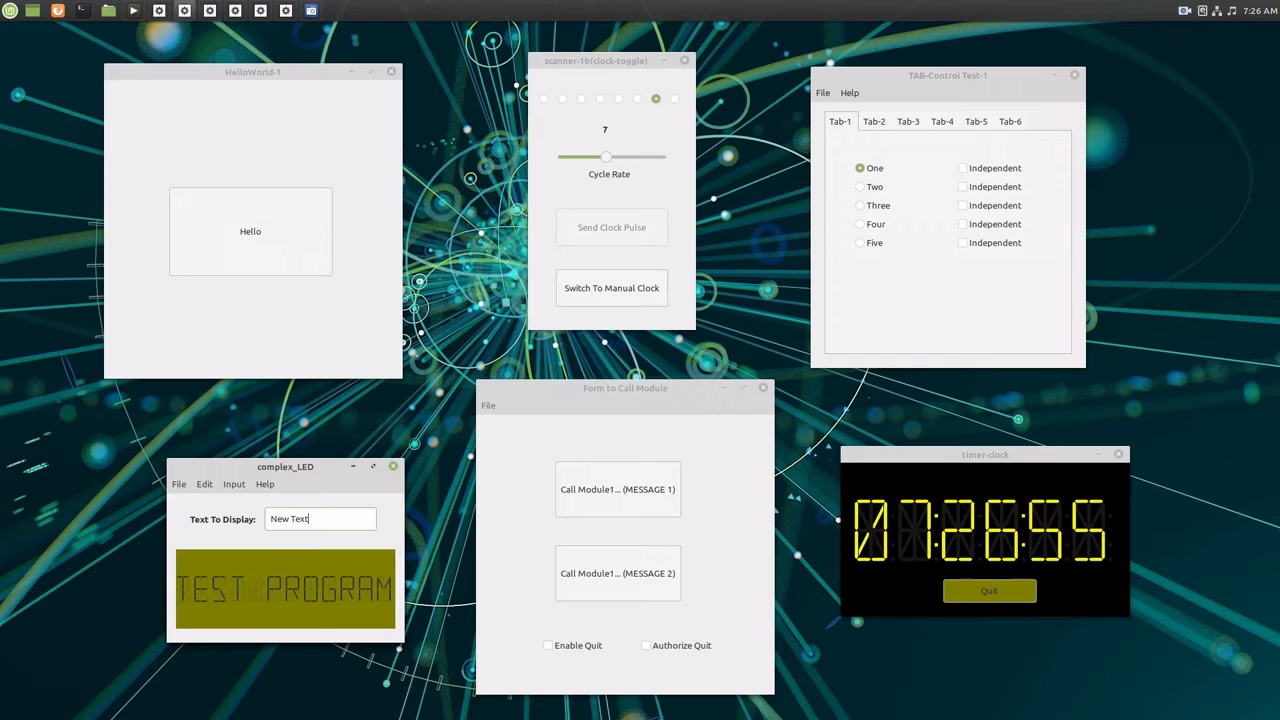 7:26 AM
HelloWorld-1
Hello
scanner-1b(clock-toggle)
7
Cycle Rate
Send Clock Pulse
Switch To Manual Clock
TAB-Control Test-1
File Help
Tab-1 Tab-2 Tab-3 Tab-4 Tab-5 Tab-6
One Independent
Two Independent
Three Independent
Four Independent
Five Independent
complex_LED
File Edit Input Help
Text To Display: New Text
TEST PROGRAM
Form to Call Module
File
Call Module1... (MESSAGE 1)
Call Module1... (MESSAGE 2)
Enable Quit Authorize Quit
timer-clock
07:26:55
Quit